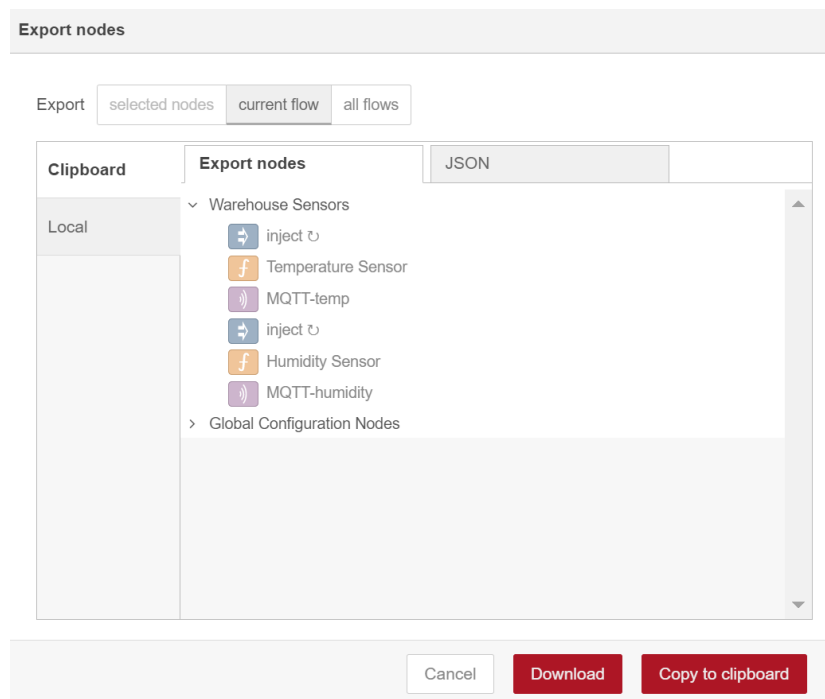 Export nodes
Export selected nodes current flow all flows
Clipboard
Local
Export nodes
JSON
Warehouse Sensors
inject ↻
Temperature Sensor
MQTT-temp
inject ↻
Humidity Sensor
MQTT-humidity
Global Configuration Nodes
Cancel Download Copy to clipboard